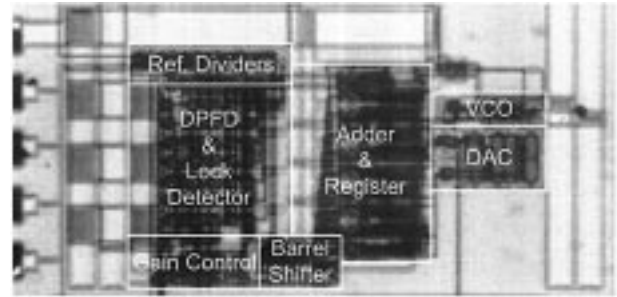 Ref. Dividers
DPFD
&
Lock
Detector
Gain Control
Barrel
Shifter
Adder
&
Register
VCO
DAC